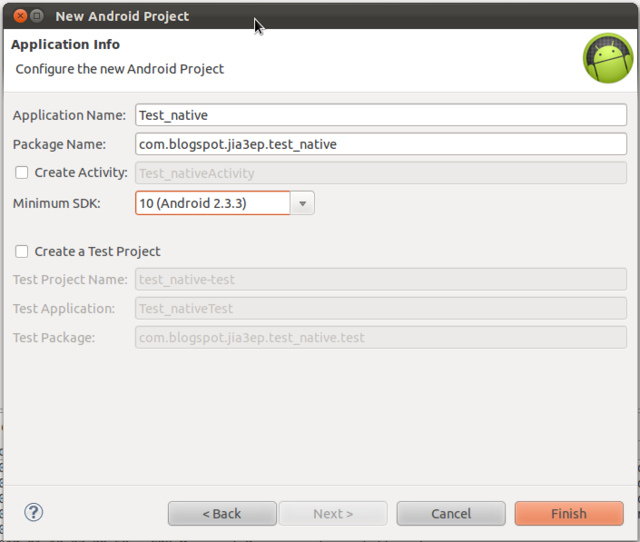 New Android Project
Application Info
Configure the new Android Project
Application Name: Test_native
Package Name: com.blogspot.jia3ep.test_native
Create Activity: Test_nativeActivity
Minimum SDK: 10 (Android 2.3.3)
Create a Test Project
Test Project Name: test_native-test
Test Application: Test_nativeTest
Test Package: com.blogspot.jia3ep.test_native.test
? < Back Next > Cancel Finish